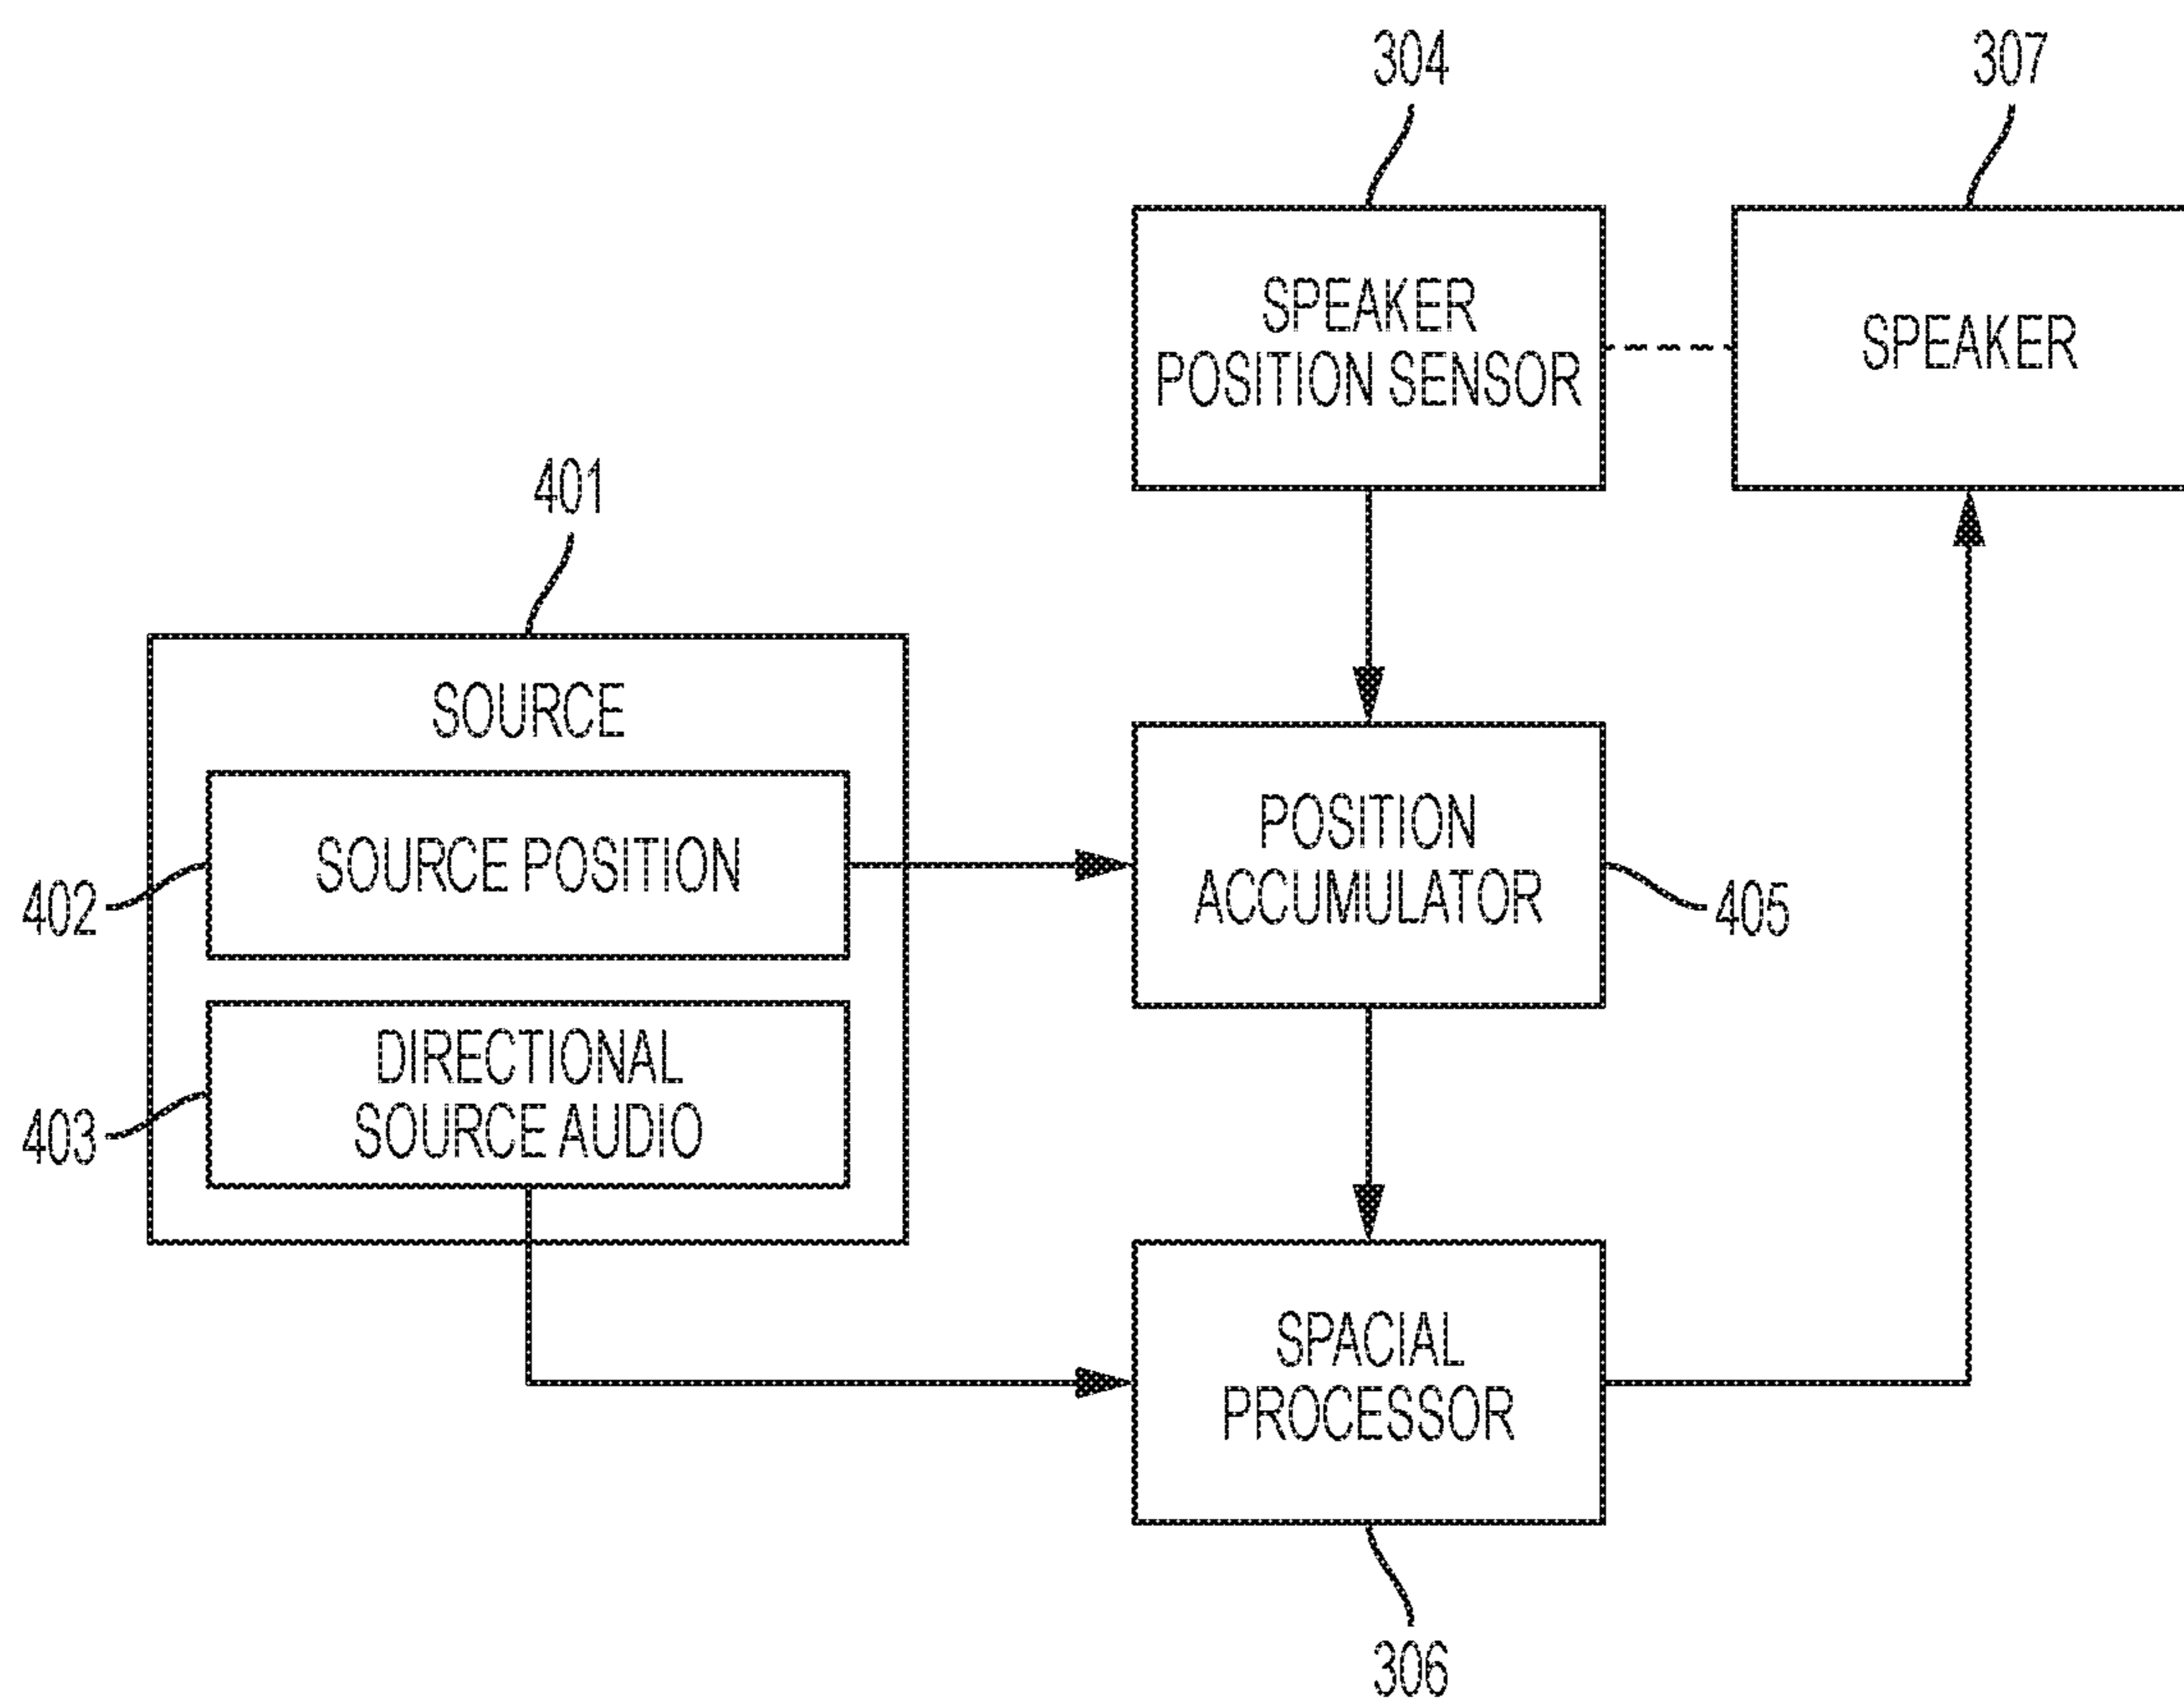 304
307
SPEAKER
POSITION SENSOR
SPEAKER
401
SOURCE
SOURCE POSITION
402
POSITION
ACCUMULATOR
405
DIRECTIONAL
SOURCE AUDIO
403
SPACIAL
PROCESSOR
306